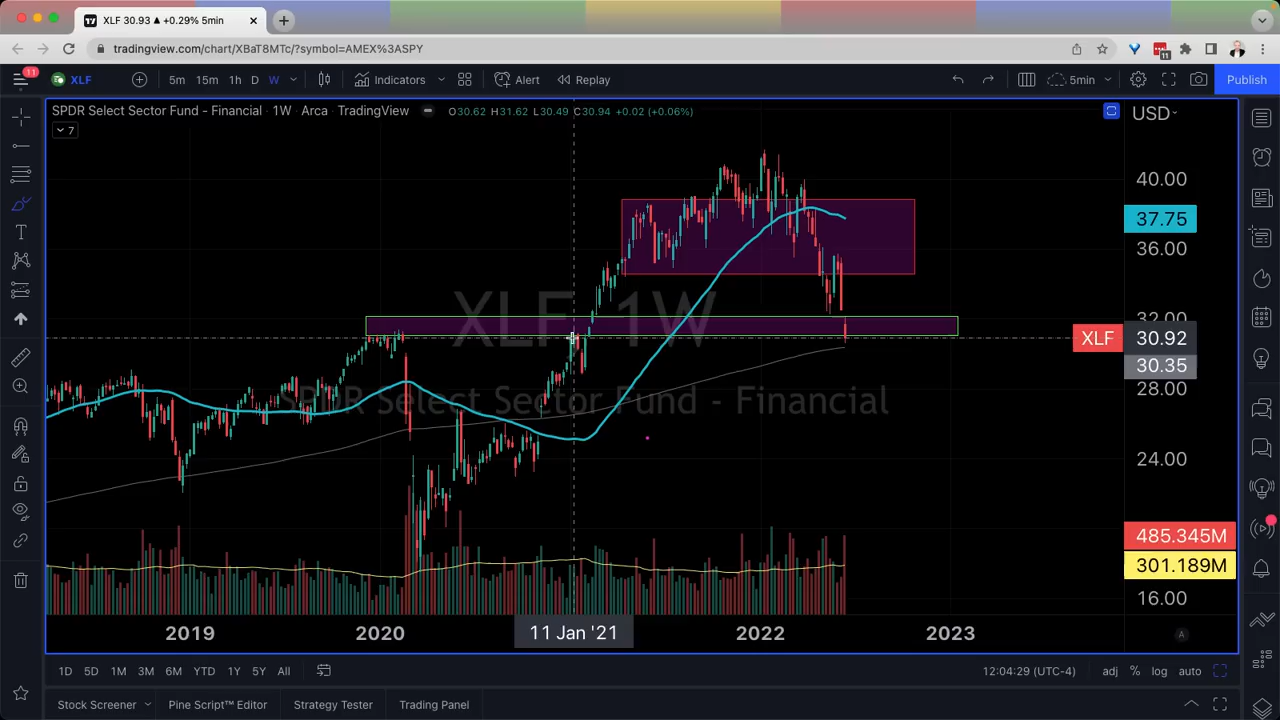 XLF 30.93 ▲ +0.29% 5min
tradingview.com/chart/XBaT8MTc/?symbol=AMEX%3ASPY
11
11
XLF
5m 15m 1h D W
Indicators
Alert
Replay
5min
Publish
SPDR Select Sector Fund - Financial · 1W · Arca · TradingView
O30.62 H31.62 L30.49 C30.94 +0.02 (+0.06%)
7
USD
40.00
37.75
36.00
32.00
XLF 30.92
30.35
28.00
24.00
485.345M
301.189M
16.00
XLF, 1W
SPDR Select Sector Fund - Financial
2019 2020 11 Jan '21 2022 2023
A
1D 5D 1M 3M 6M YTD 1Y 5Y All
12:04:29 (UTC-4) adj % log auto
Stock Screener Pine Script™ Editor Strategy Tester Trading Panel